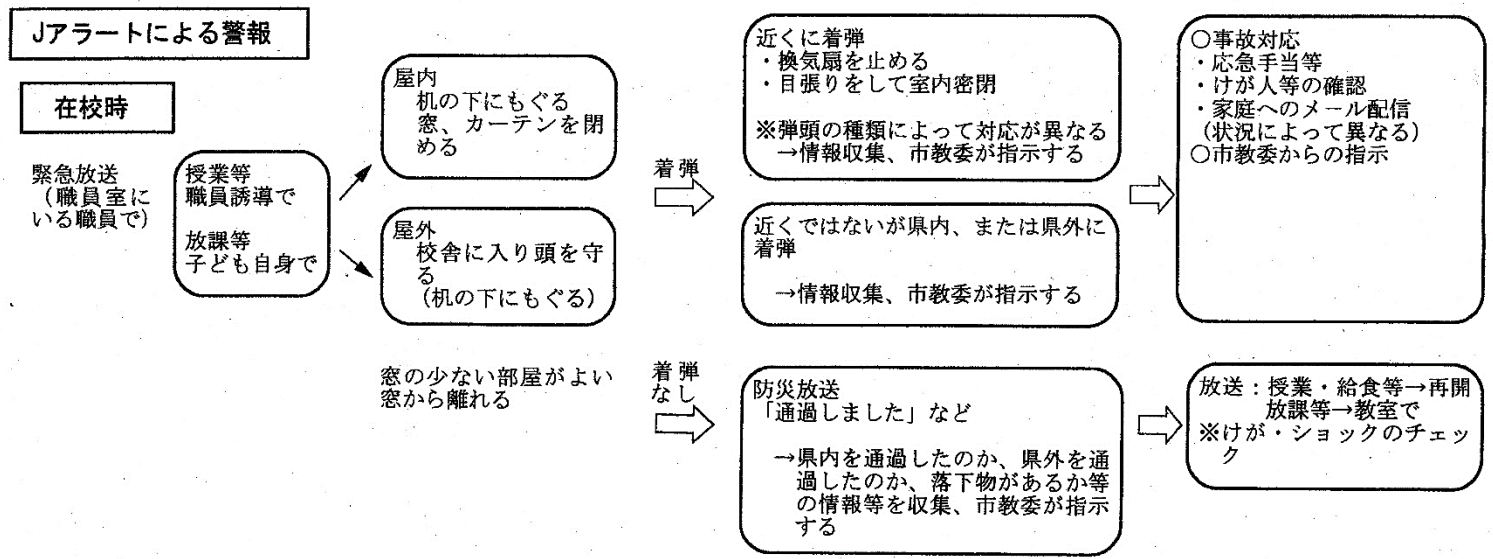 Jアラートによる警報
在校時
緊急放送
（職員室に
いる職員で）
授業等
職員誘導で
放課等
子ども自身で
屋内
机の下にもぐる
窓、カーテンを閉
める
屋外
校舎に入り頭を守
る
（机の下にもぐる）
窓の少ない部屋がよい
窓から離れる
着弾
近くに着弾
・換気扇を止める
・目張りをして室内密閉
※弾頭の種類によって対応が異なる
→情報収集、市教委が指示する
近くではないが県内、または県外に
着弾
→情報収集、市教委が指示する
○事故対応
・応急手当等
・けが人等の確認
・家庭へのメール配信
（状況によって異なる）
○市教委からの指示
着弾
なし
防災放送
「通過しました」など
→県内を通過したのか、県外を通
過したのか、落下物があるか等
の情報等を収集、市教委が指示
する
放送：授業・給食等→再開
放課等→教室で
※けが・ショックのチェッ
ク